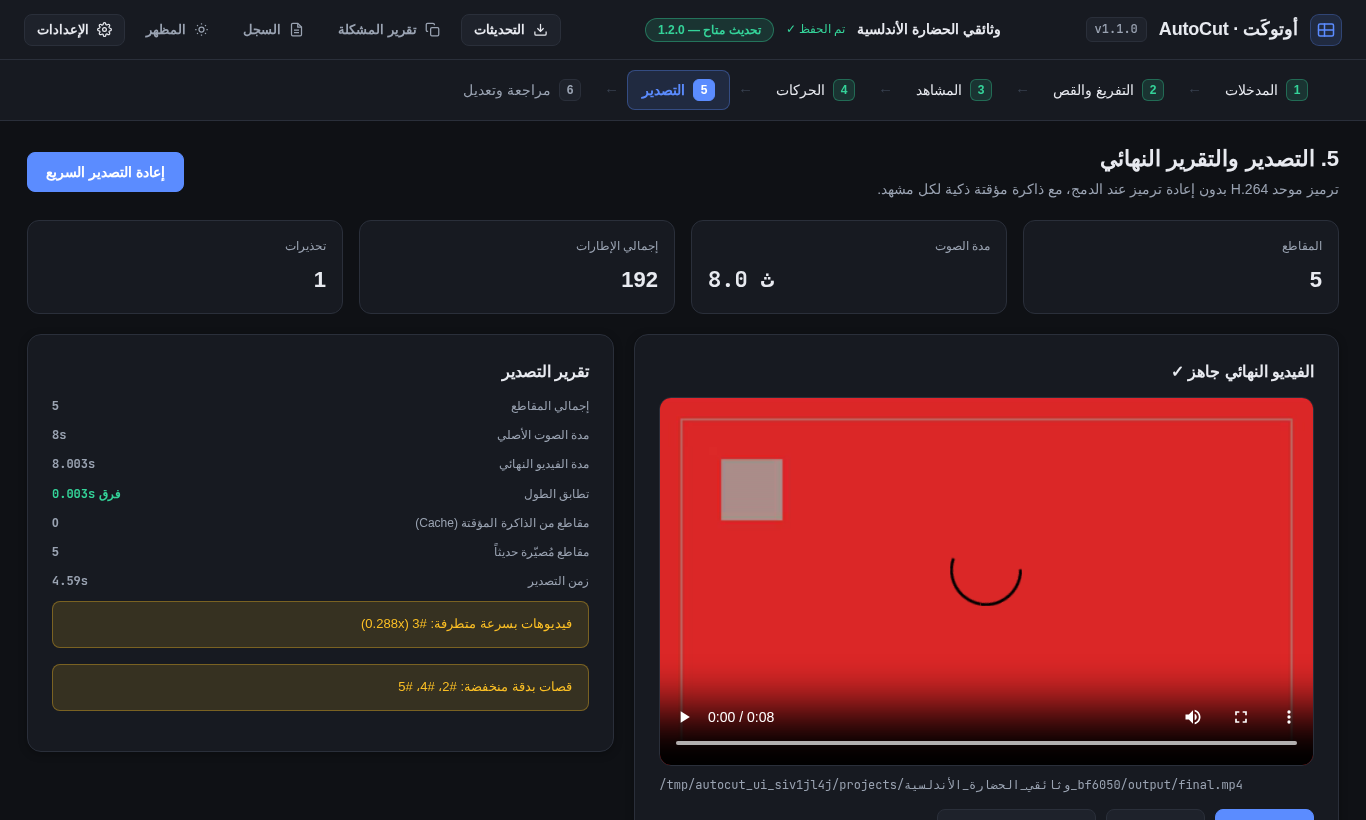 أوتوكَت · AutoCut
v1.1.0
وثائقي الحضارة الأندلسية
تم الحفظ ✓
تحديث متاح — 1.2.0
التحديثات
تقرير المشكلة
السجل
المظهر
الإعدادات
1 المدخلات ←
2 التفريغ والقص ←
3 المشاهد ←
4 الحركات ←
5 التصدير ←
6 مراجعة وتعديل
5. التصدير والتقرير النهائي
ترميز موحد H.264 بدون إعادة ترميز عند الدمج، مع ذاكرة مؤقتة ذكية لكل مشهد.
إعادة التصدير السريع
المقاطع
5
مدة الصوت
8.0 ث
إجمالي الإطارات
192
تحذيرات
1
الفيديو النهائي جاهز ✓
0:00 / 0:08
/tmp/autocut_ui_siv1jl4j/projects/وثائقي_الحضارة_الأندلسية_bf6050/output/final.mp4
تقرير التصدير
إجمالي المقاطع 5
مدة الصوت الأصلي 8s
مدة الفيديو النهائي 8.003s
تطابق الطول فرق 0.003s
مقاطع من الذاكرة المؤقتة (Cache) 0
مقاطع مُصيّرة حديثاً 5
زمن التصدير 4.59s
فيديوهات بسرعة متطرفة: #3 (0.288x)
قصات بدقة منخفضة: #2، #4، #5